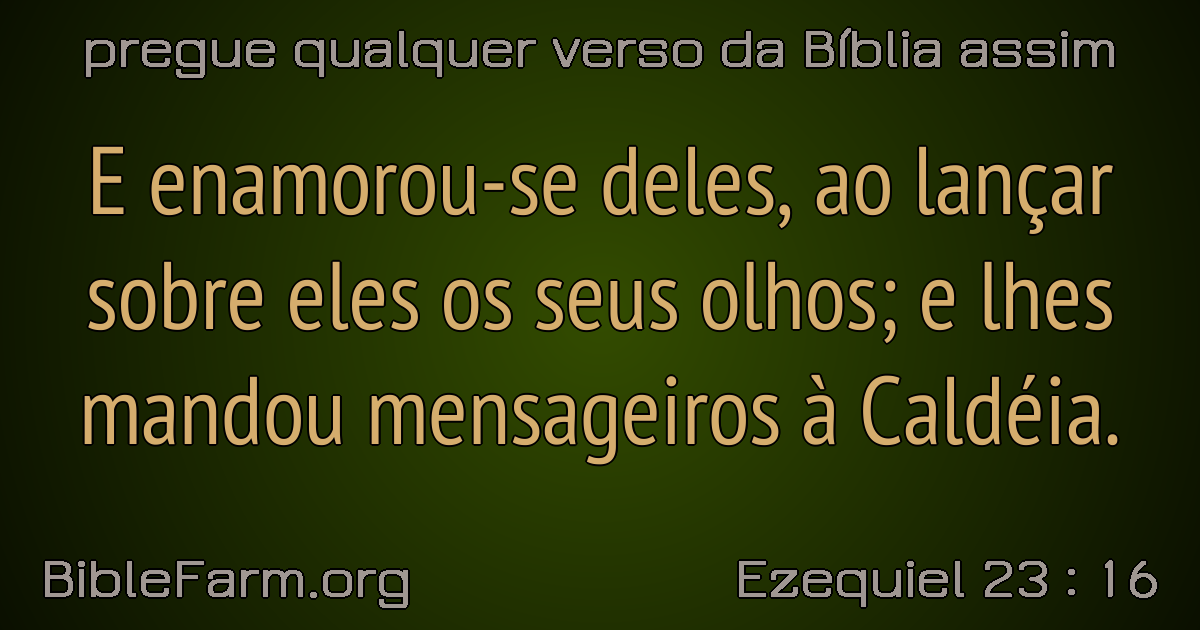 pregue qualquer verso da Bíblia assim
E enamorou-se deles, ao lançar
sobre eles os seus olhos; e lhes
mandou mensageiros à Caldéia.
BibleFarm.org
Ezequiel 23 : 16